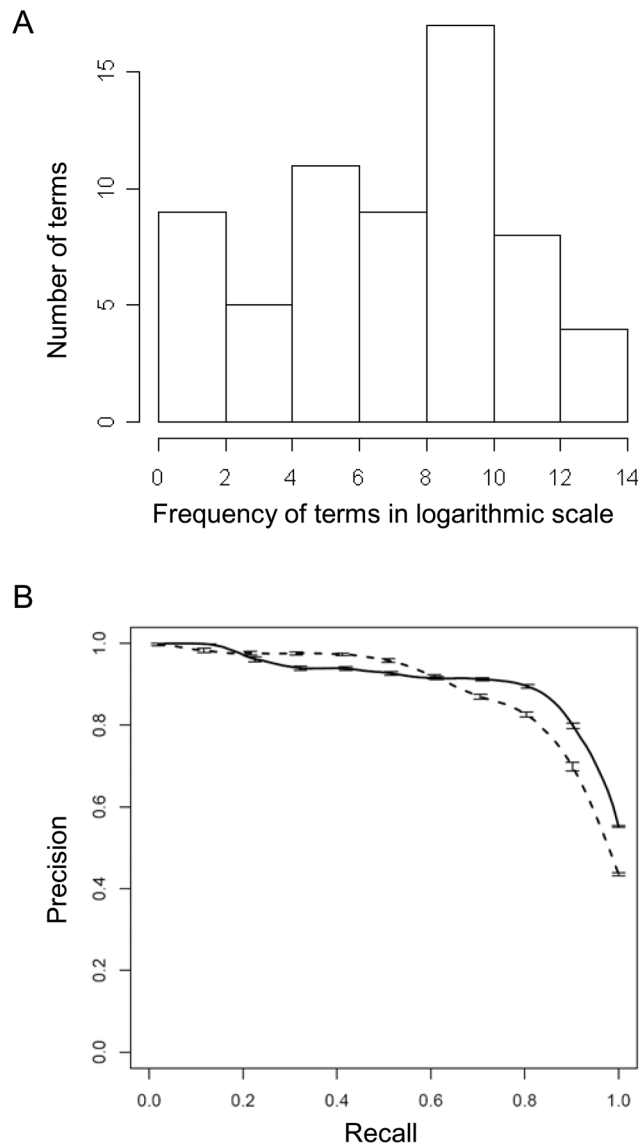 A
Number of terms
15
10
5
0
0 2 4 6 8 10 12 14
Frequency of terms in logarithmic scale
B
Precision
1.0
0.8
0.6
0.4
0.2
0.0
0.0 0.2 0.4 0.6 0.8 1.0
Recall